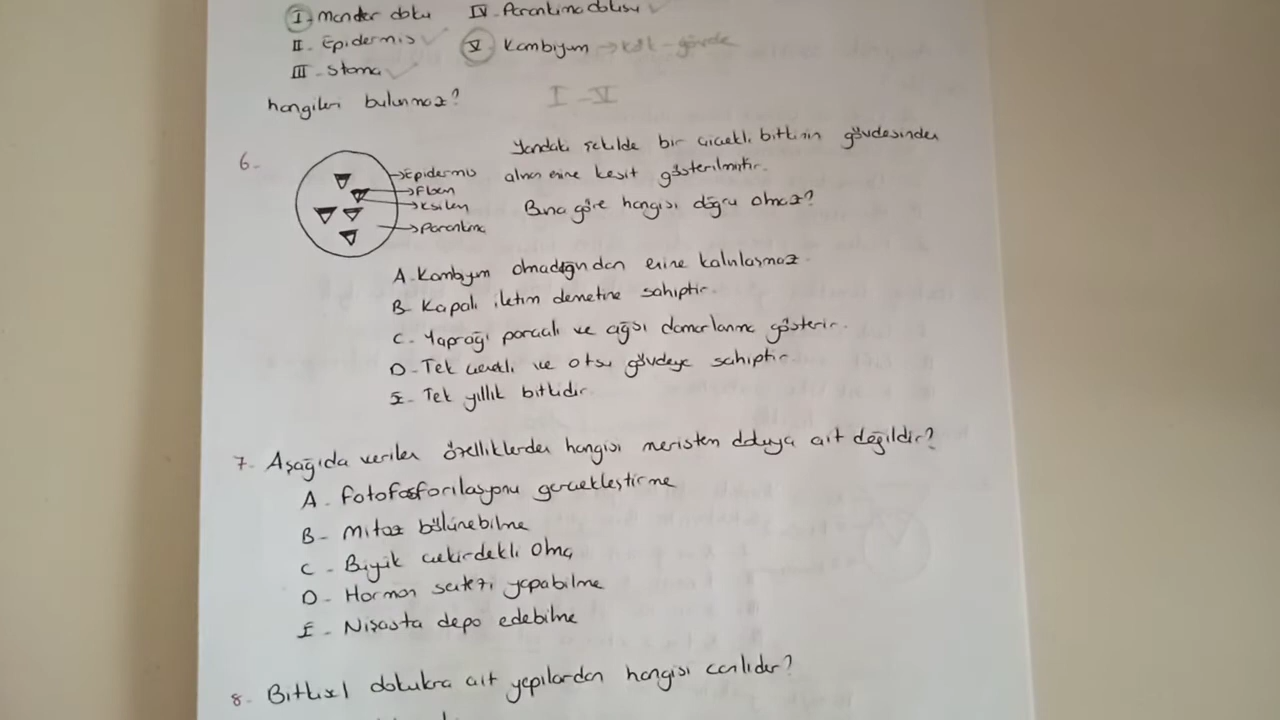 I - Mantar doku IV - Parankima dokusu
II - Epidermis V - Kambiyum → kök - gövde
III - Stoma
hangileri bulunmaz? I - V
6 - Yandaki şekilde bir çiçekli bitkinin gövdesinden
alınan enine kesit gösterilmiştir.
Epidermis
Floem
Ksilem
Parankima
Buna göre hangisi doğru olmaz?
A - Kambiyum olmadığından enine kalınlaşmaz
B - Kapalı iletim demetine sahiptir.
C - Yaprağı parçalı ve ağsı damarlanma gösterir.
D - Tek çenekli ve otsu gövdeye sahiptir
E - Tek yıllık bitkidir.
7 - Aşağıda verilen özelliklerden hangisi meristem dokuya ait değildir?
A - Fotofosforilasyonu gerçekleştirme
B - Mitoz bölünebilme
C - Büyük çekirdekli olma
D - Hormon sentezi yapabilme
E - Nişasta depo edebilme
8 - Bitkisel dokulara ait yapılardan hangisi canlıdır?